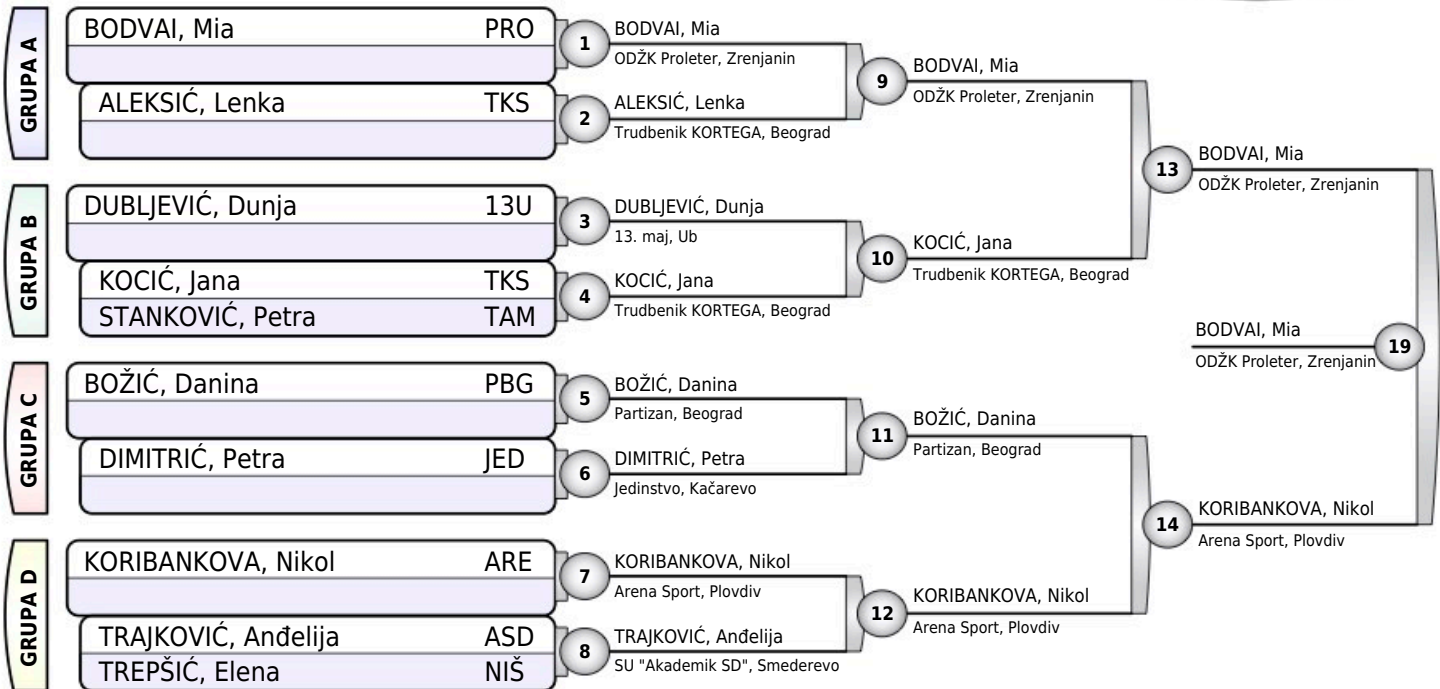 GRUPA A
BODVAI, Mia PRO
ALEKSIĆ, Lenka TKS
GRUPA B
DUBLJEVIĆ, Dunja 13U
KOCIĆ, Jana TKS
STANKOVIĆ, Petra TAM
GRUPA C
BOŽIĆ, Danina PBG
DIMITRIĆ, Petra JED
GRUPA D
KORIBANKOVA, Nikol ARE
TRAJKOVIĆ, Anđelija ASD
TREPŠIĆ, Elena NIŠ
1
BODVAI, Mia
ODŽK Proleter, Zrenjanin
2
ALEKSIĆ, Lenka
Trudbenik KORTEGA, Beograd
3
DUBLJEVIĆ, Dunja
13. maj, Ub
4
KOCIĆ, Jana
Trudbenik KORTEGA, Beograd
5
BOŽIĆ, Danina
Partizan, Beograd
6
DIMITRIĆ, Petra
Jedinstvo, Kačarevo
7
KORIBANKOVA, Nikol
Arena Sport, Plovdiv
8
TRAJKOVIĆ, Anđelija
SU "Akademik SD", Smederevo
9
BODVAI, Mia
ODŽK Proleter, Zrenjanin
10
KOCIĆ, Jana
Trudbenik KORTEGA, Beograd
11
BOŽIĆ, Danina
Partizan, Beograd
12
KORIBANKOVA, Nikol
Arena Sport, Plovdiv
13
BODVAI, Mia
ODŽK Proleter, Zrenjanin
14
KORIBANKOVA, Nikol
Arena Sport, Plovdiv
BODVAI, Mia
ODŽK Proleter, Zrenjanin
19